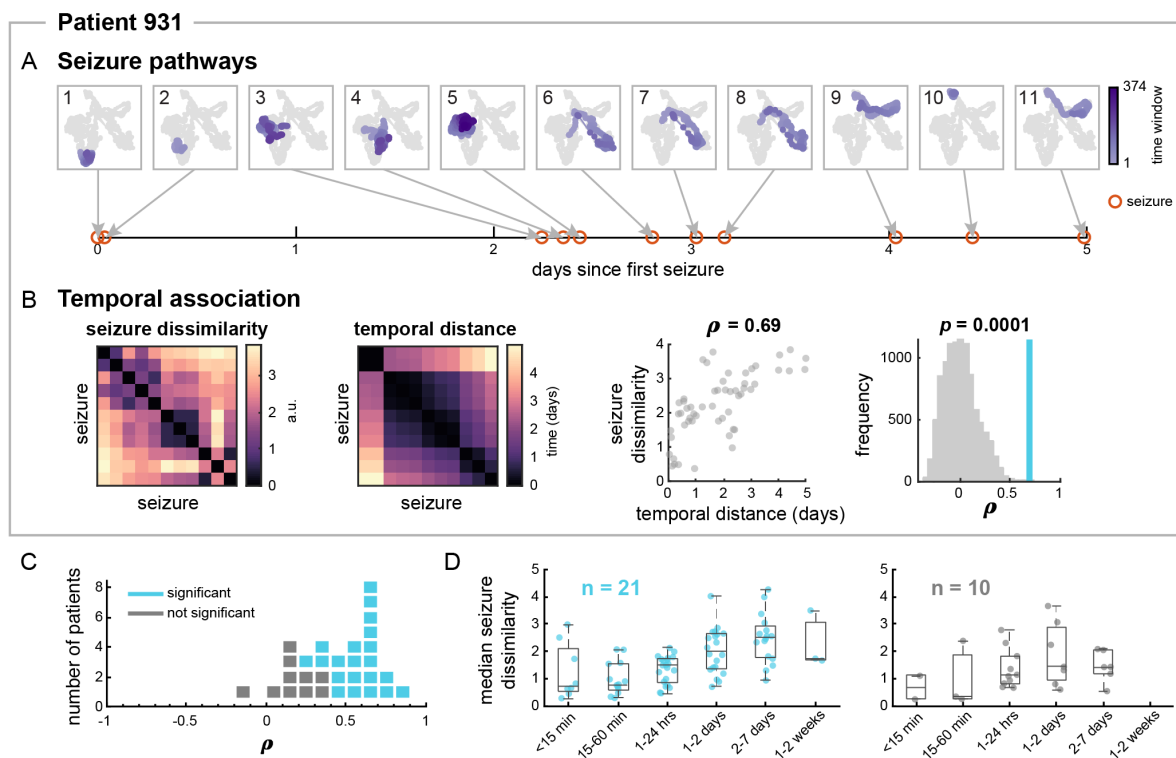 Patient 931
A Seizure pathways
1 2 3 4 5 6 7 8 9 10 11
374
1
time window
seizure
0 1 2 3 4 5
days since first seizure
B Temporal association
seizure dissimilarity
seizure
seizure
3
2
1
0
a.u.
temporal distance
seizure
seizure
4
3
2
1
0
time (days)
ρ = 0.69
seizure
dissimilarity
4
3
2
1
0
0 1 2 3 4 5
temporal distance (days)
p = 0.0001
frequency
1000
500
0
0 0.5 1
ρ
C
number of patients
8
6
4
2
0
significant
not significant
-1 -0.5 0 0.5 1
ρ
D
median seizure
dissimilarity
n = 21
5
4
3
2
1
0
<15 min
15-60 min
1-24 hrs
1-2 days
2-7 days
1-2 weeks
n = 10
5
4
3
2
1
0
<15 min
15-60 min
1-24 hrs
1-2 days
2-7 days
1-2 weeks